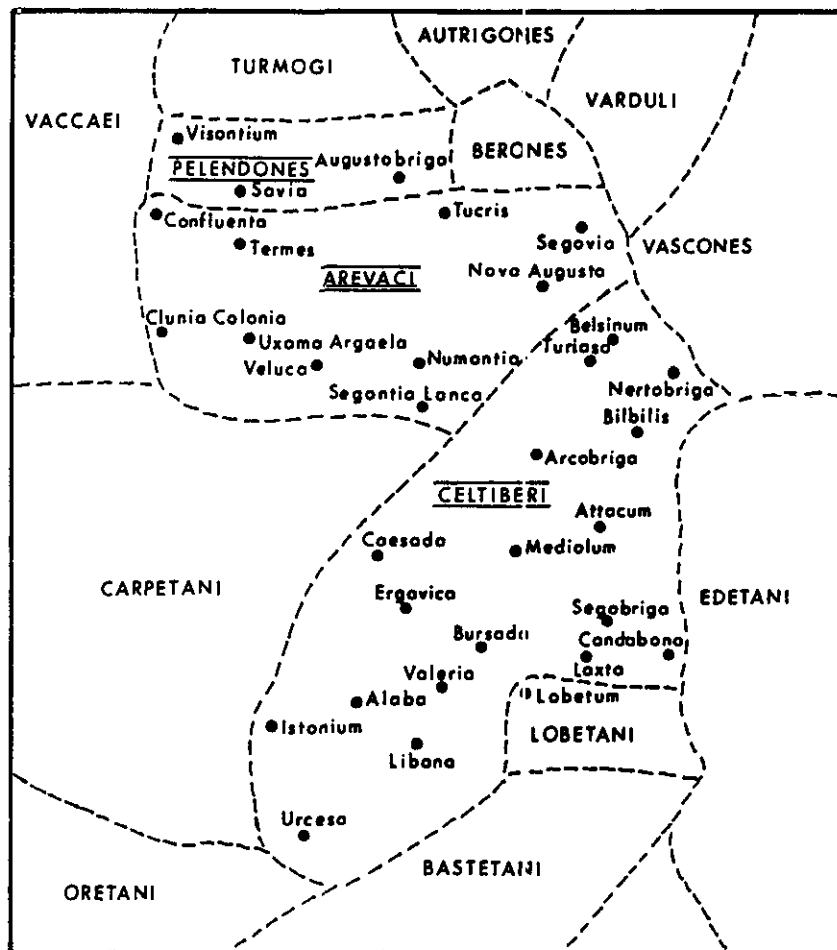 AUTRIGONES
TURMOGI
VARDULI
VACCAEI
Visontium
BERONES
Augustobriga
PELENDONES
Savia
Confluenta
Tucris
Termes
Segovia
VASCONES
AREVACI
Nova Augusta
Clunia Colonia
Uxama Argaela
Belsinum
Turiaso
Veluca
Numantia
Nertobriga
Segontia Lanca
Bilbilis
Arcobriga
CELTIBERI
Attacum
Caesada
Mediolum
CARPETANI
Ergavica
EDETANI
Segobriga
Bursada
Condabona
Laxta
Valeria
Alaba
Lobetum
Istonium
LOBETANI
Libana
Urcesa
BASTETANI
ORETANI